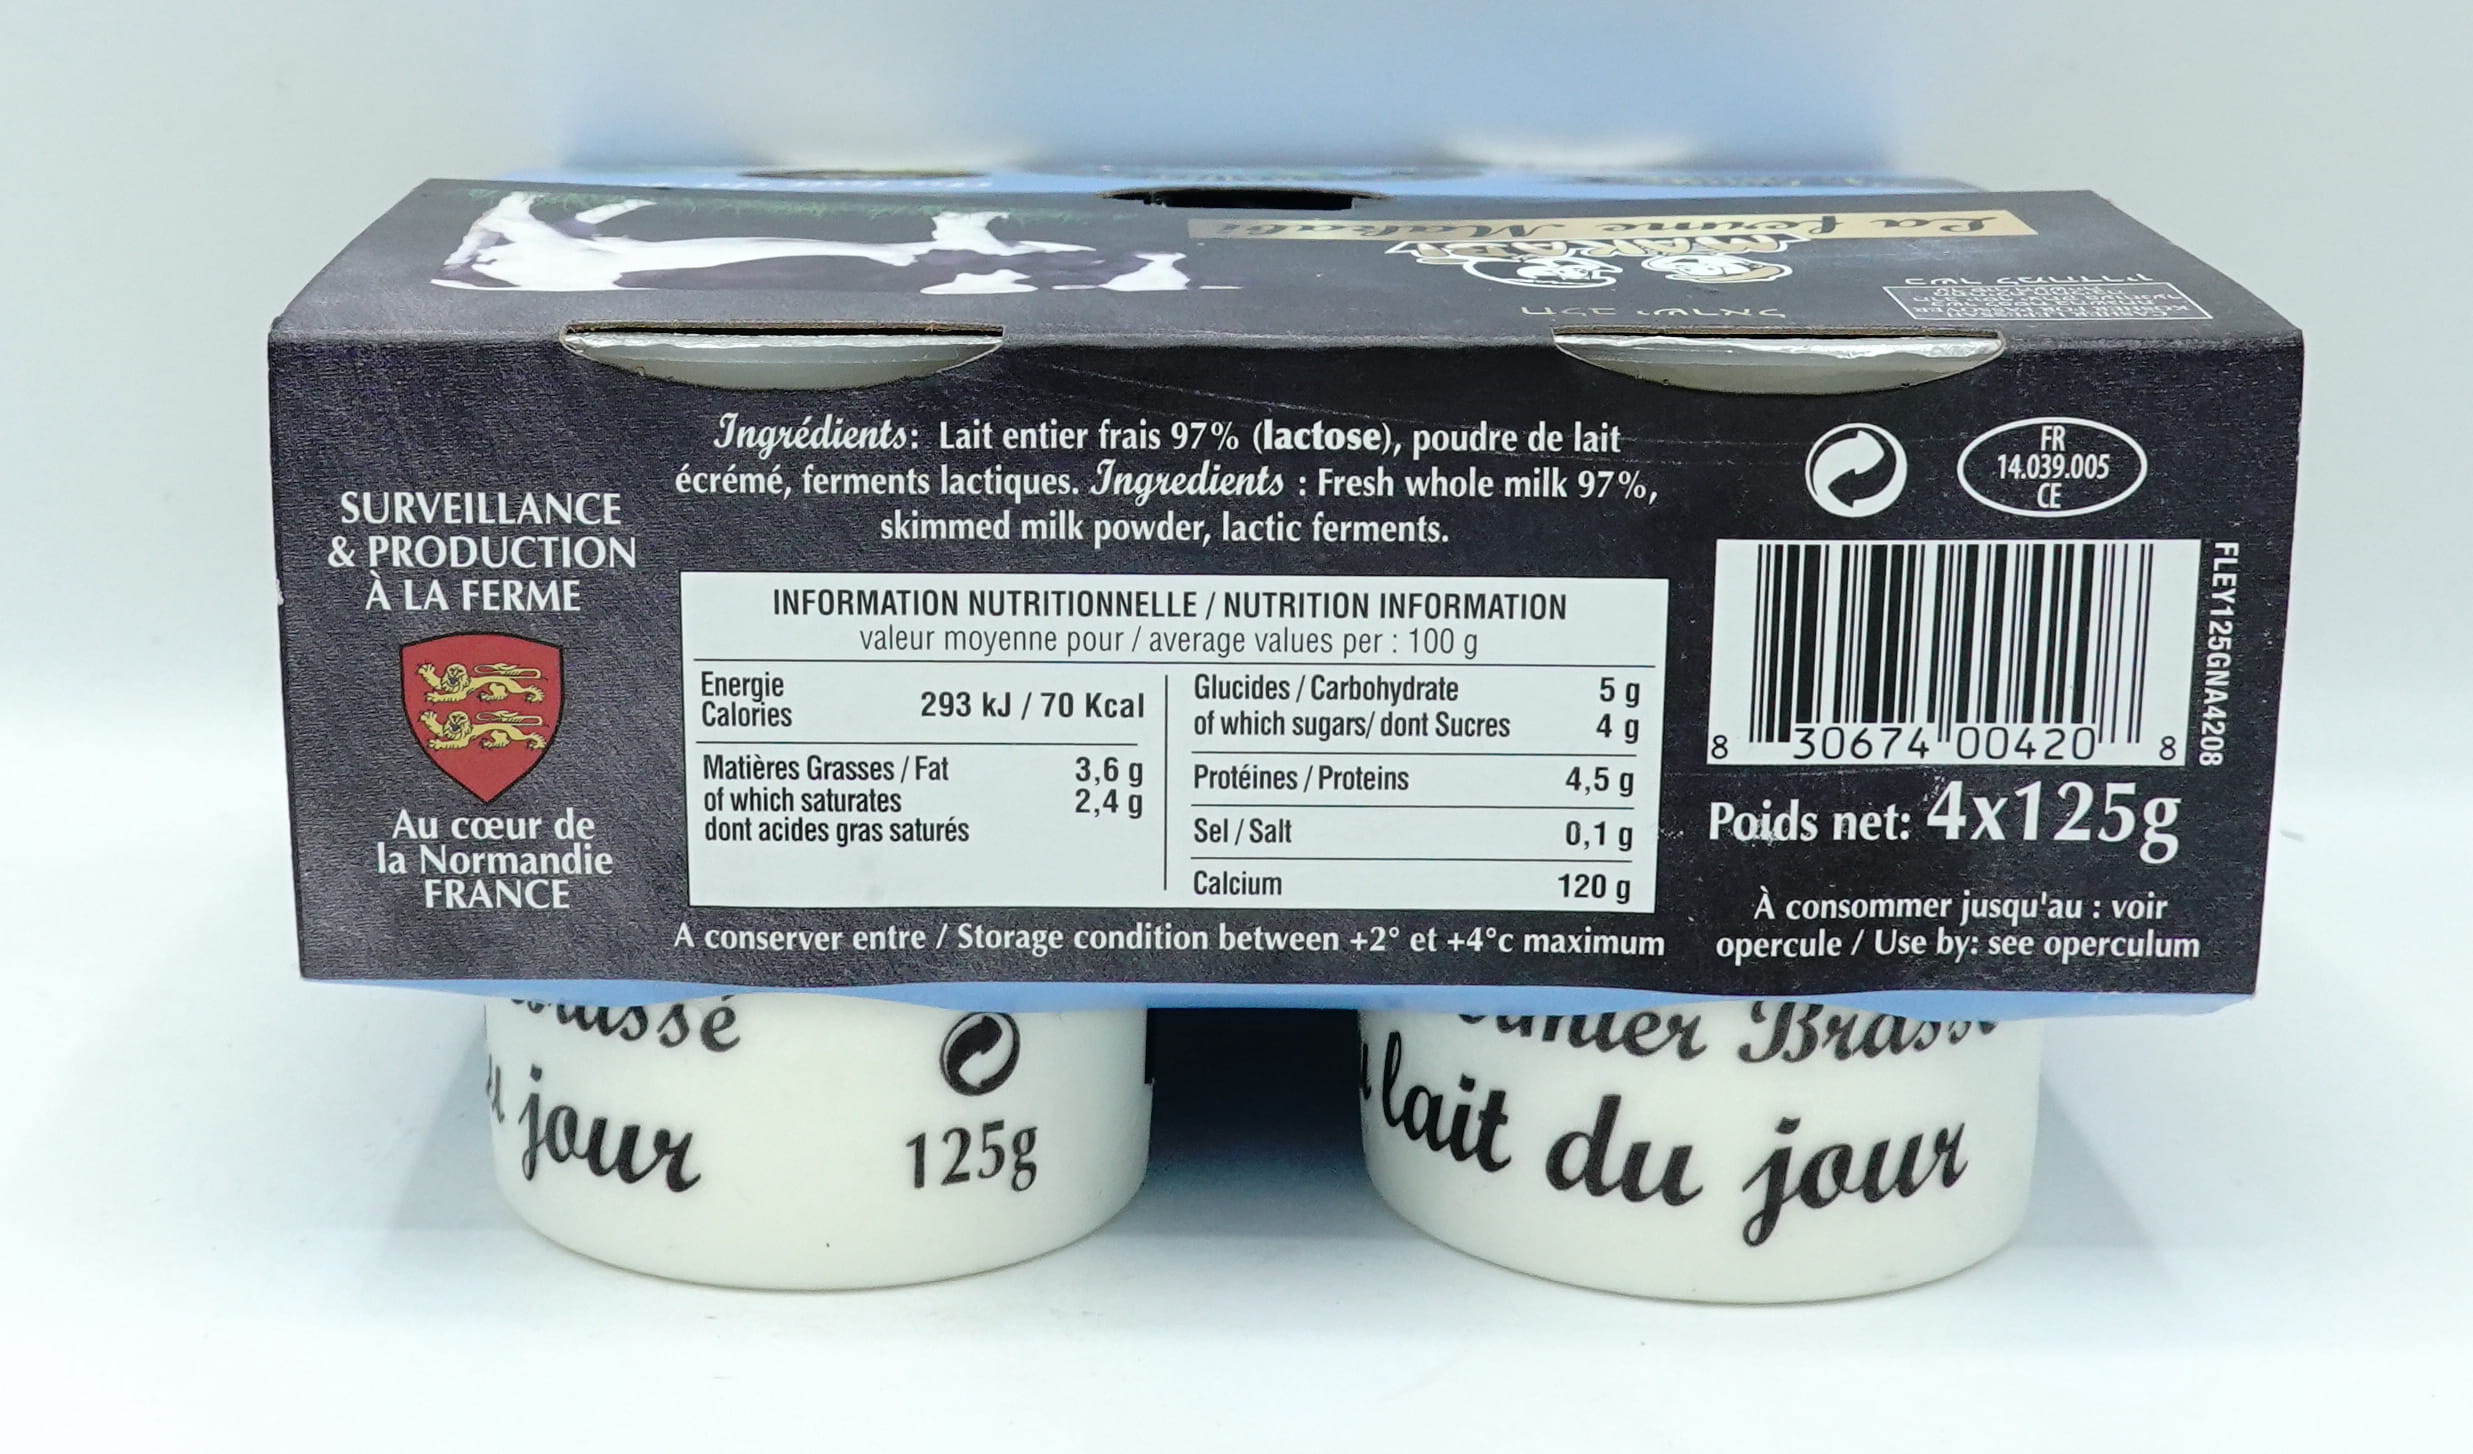 La ferme Makabi
MAKABI
חלב ישראל
Ingrédients: Lait entier frais 97% (lactose), poudre de lait
écrémé, ferments lactiques. Ingredients : Fresh whole milk 97%,
skimmed milk powder, lactic ferments.
SURVEILLANCE
& PRODUCTION
À LA FERME
Au cœur de
la Normandie
FRANCE
INFORMATION NUTRITIONNELLE / NUTRITION INFORMATION
valeur moyenne pour / average values per : 100 g
Energie
Calories
293 kJ / 70 Kcal
Matières Grasses / Fat 3,6 g
of which saturates 2,4 g
dont acides gras saturés
Glucides / Carbohydrate 5 g
of which sugars/ dont Sucres 4 g
Protéines / Proteins 4,5 g
Sel / Salt 0,1 g
Calcium 120 g
A conserver entre / Storage condition between +2° et +4°c maximum
FR
14.039.005
CE
8 30674 00420 8
FLEY125GNA4208
Poids net: 4x125g
À consommer jusqu'au : voir
opercule / Use by: see operculum
jour
125g
lait du jour